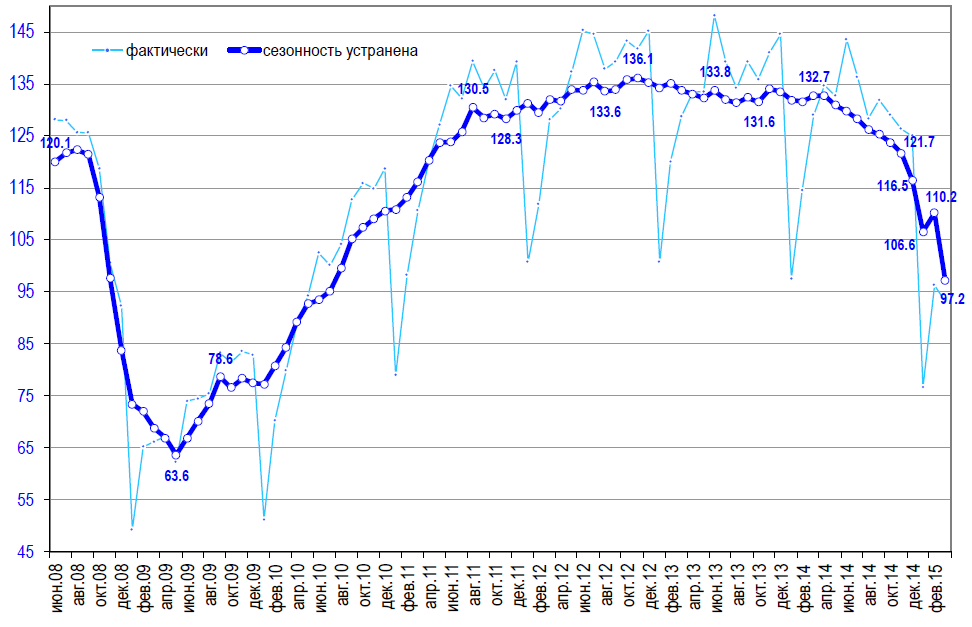 145
135
125
115
105
95
85
75
65
55
45
фактически
сезонность устранена
120.1
63.6
78.6
130.5
128.3
133.6
136.1
133.8
131.6
132.7
121.7
116.5
110.2
106.6
97.2
июн.08
авг.08
окт.08
дек.08
фев.09
апр.09
июн.09
авг.09
окт.09
дек.09
фев.10
апр.10
июн.10
авг.10
окт.10
дек.10
фев.11
апр.11
июн.11
авг.11
окт.11
дек.11
фев.12
апр.12
июн.12
авг.12
окт.12
дек.12
фев.13
апр.13
июн.13
авг.13
окт.13
дек.13
фев.14
апр.14
июн.14
авг.14
окт.14
дек.14
фев.15